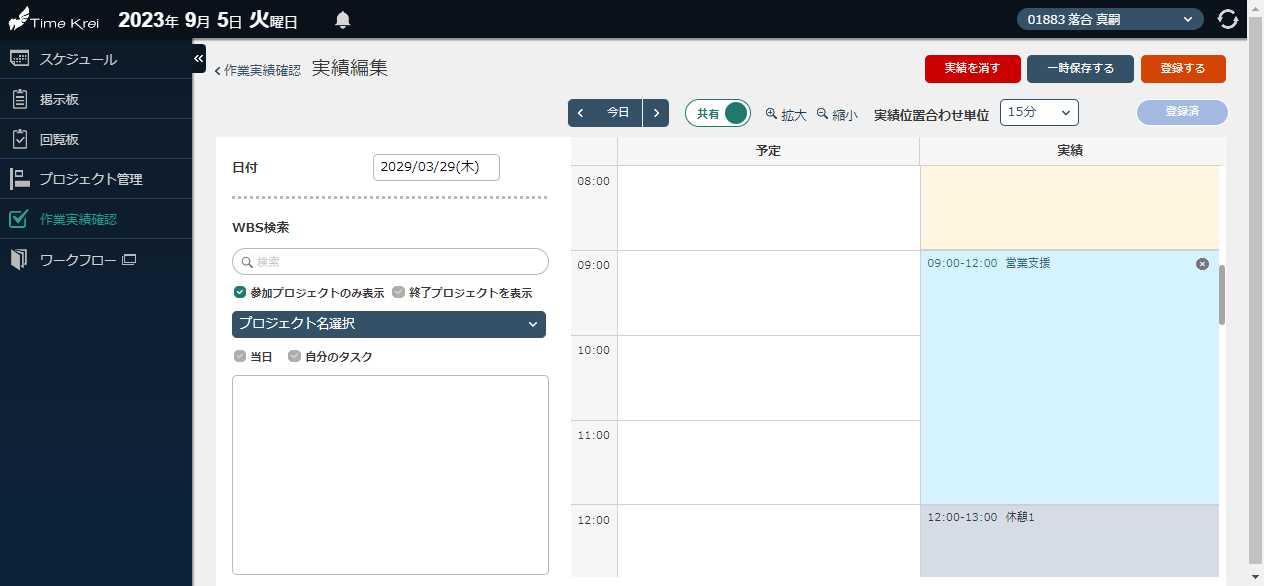 Time Krei 2023年 9月 5日 火曜日
01883 落合 真嗣
スケジュール
掲示板
回覧板
プロジェクト管理
作業実績確認
ワークフロー
作業実績確認 実績編集
実績を消す 一時保存する 登録する
今日 共有 拡大 縮小 実績位置合わせ単位 15分 登録済
日付 2029/03/29(木)
WBS検索
検索
参加プロジェクトのみ表示 終了プロジェクトを表示
プロジェクト名選択
当日 自分のタスク
予定 実績
08:00
09:00 09:00-12:00 営業支援
10:00
11:00
12:00 12:00-13:00 休憩1